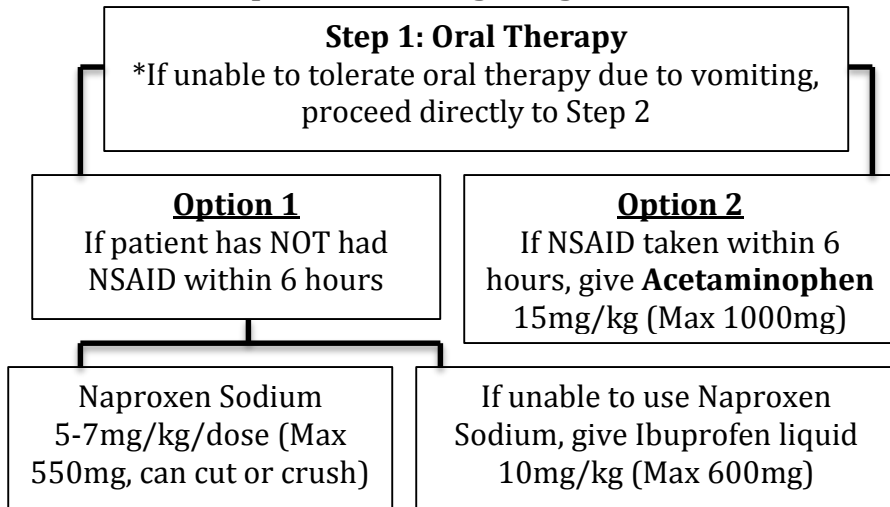 Step 1: Oral Therapy
*If unable to tolerate oral therapy due to vomiting,
proceed directly to Step 2
Option 1
If patient has NOT had
NSAID within 6 hours
Option 2
If NSAID taken within 6
hours, give Acetaminophen
15mg/kg (Max 1000mg)
Naproxen Sodium
5-7mg/kg/dose (Max
550mg, can cut or crush)
If unable to use Naproxen
Sodium, give Ibuprofen liquid
10mg/kg (Max 600mg)